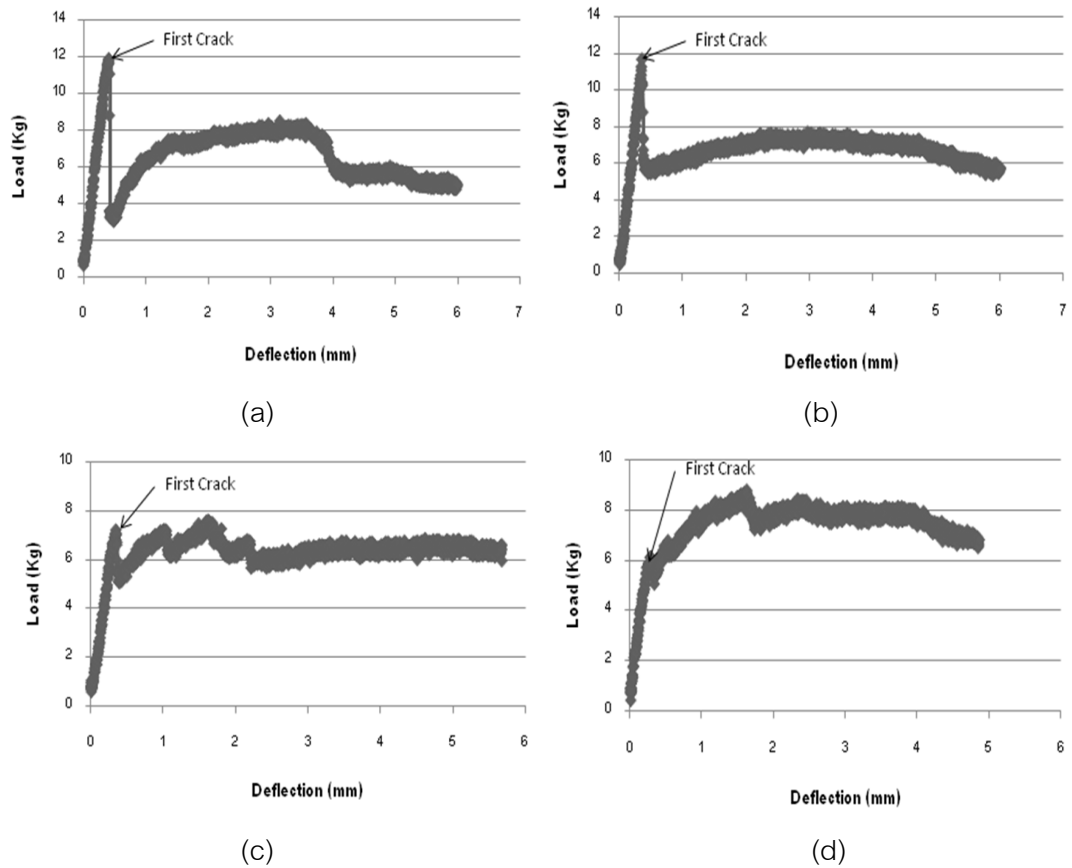 14
12
10
8
6
4
2
0
Load (Kg)
First Crack
0 1 2 3 4 5 6 7
Deflection (mm)
(a)
14
12
10
8
6
4
2
0
Load (Kg)
First Crack
0 1 2 3 4 5 6 7
Deflection (mm)
(b)
10
8
6
4
2
0
Load (Kg)
First Crack
0 1 2 3 4 5 6
Deflection (mm)
(c)
10
8
6
4
2
0
Load (Kg)
First Crack
0 1 2 3 4 5 6
Deflection (mm)
(d)